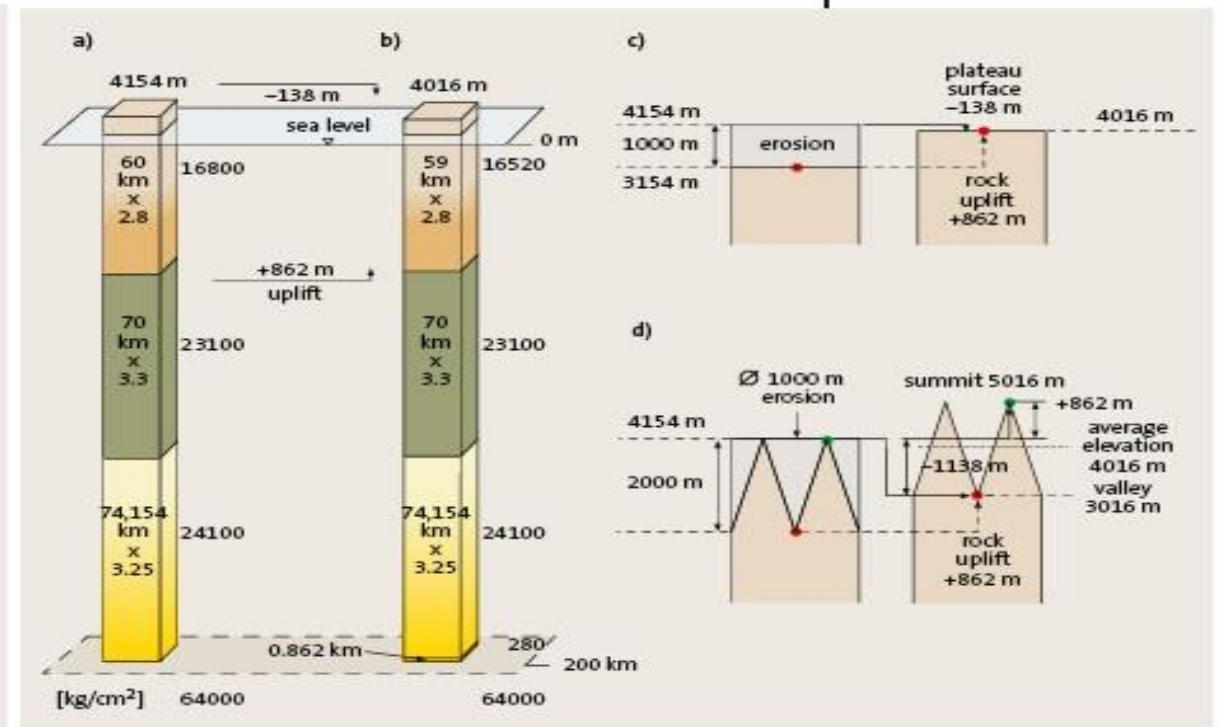 a)
b)
4154 m
−138 m
4016 m
sea level
0 m
60
km
x
2.8
16800
59
km
x
2.8
16520
+862 m
uplift
70
km
x
3.3
23100
70
km
x
3.3
23100
74,154
km
x
3.25
24100
74,154
km
x
3.25
24100
0.862 km
280
200 km
[kg/cm²]
64000
64000
c)
plateau
surface
−138 m
4154 m
4016 m
1000 m
erosion
3154 m
rock
uplift
+862 m
d)
Ø 1000 m
erosion
summit 5016 m
+862 m
4154 m
average
elevation
4016 m
2000 m
−1138 m
valley
3016 m
rock
uplift
+862 m